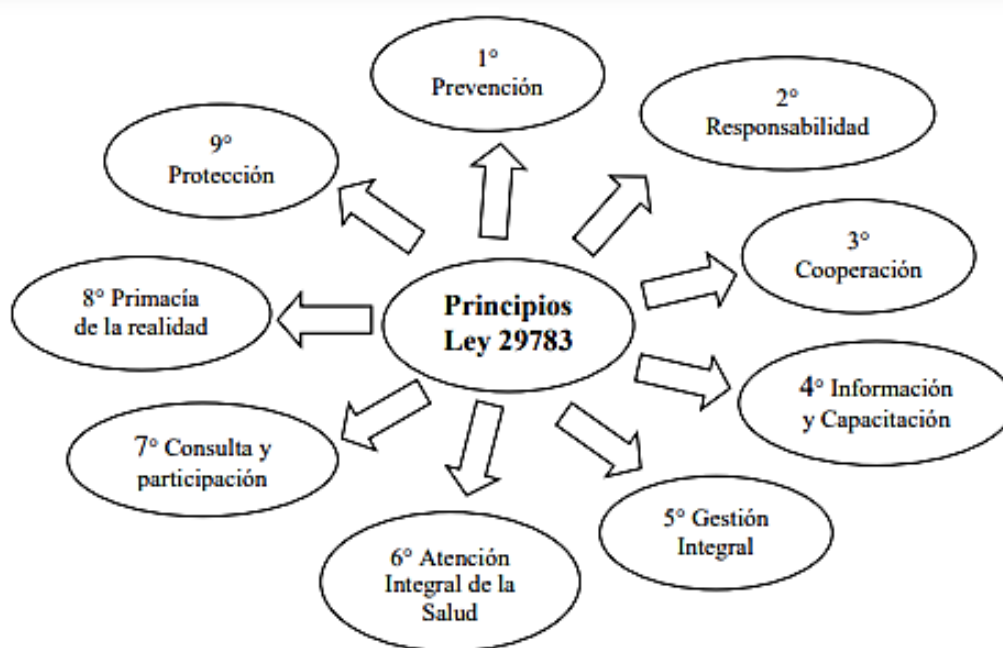 Principios
Ley 29783
1°
Prevención
2°
Responsabilidad
3°
Cooperación
4° Información
y Capacitación
5° Gestión
Integral
6° Atención
Integral de la
Salud
7° Consulta y
participación
8° Primacía
de la realidad
9°
Protección